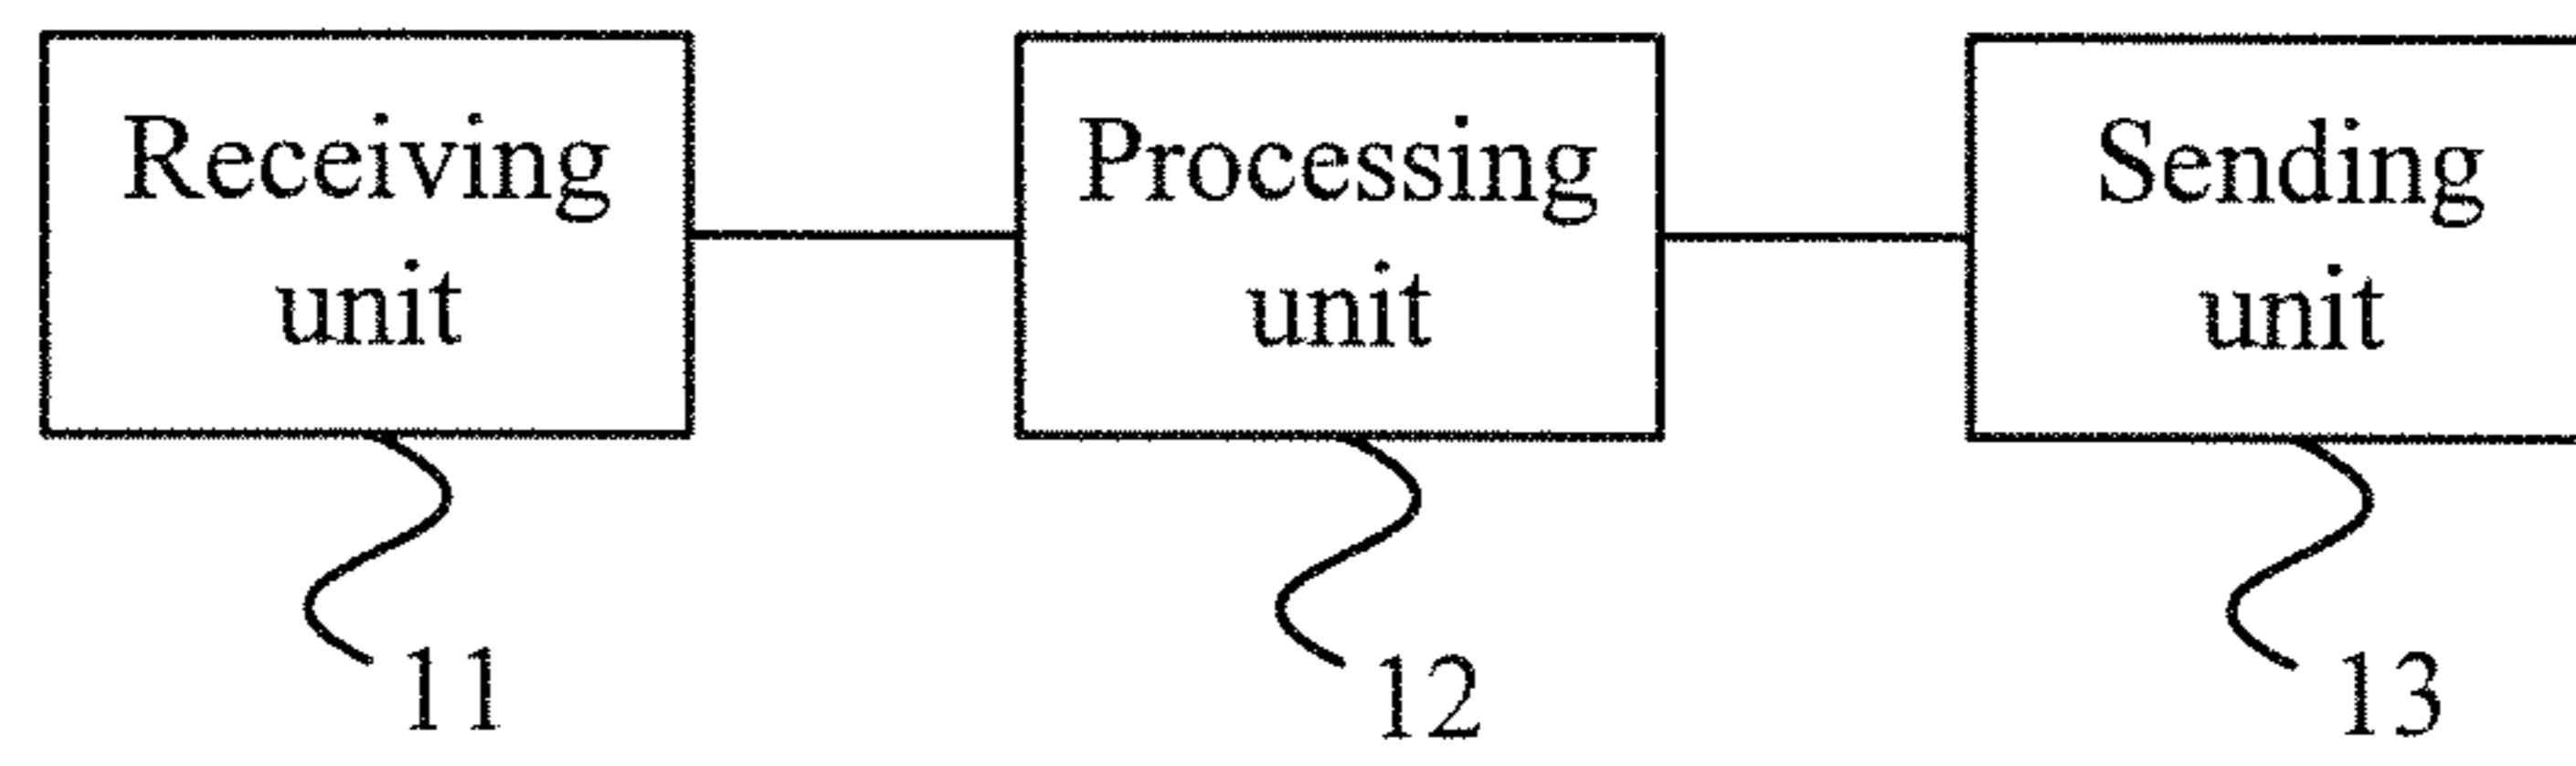 Receiving
unit
Processing
unit
Sending
unit
11
12
13